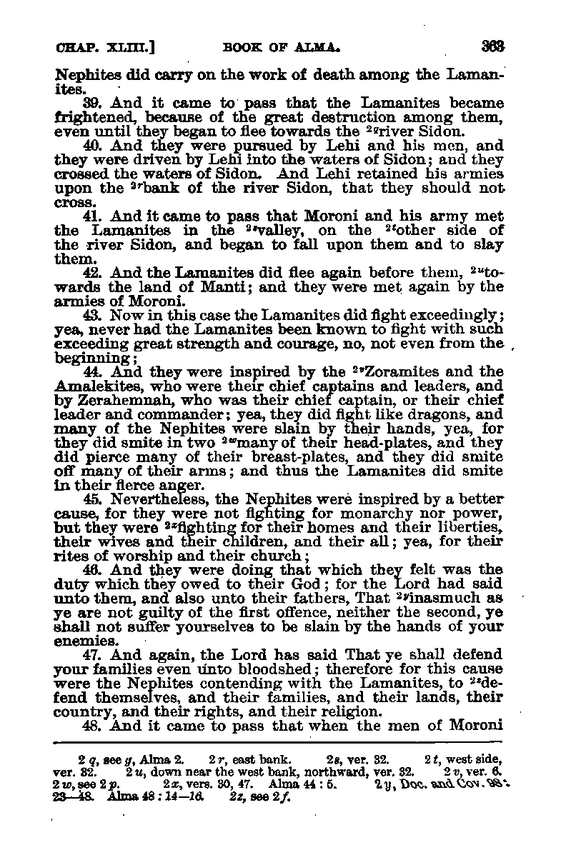 CHAP. XLIII.] BOOK OF ALMA. 363
Nephites did carry on the work of death among the Laman-
ites.
39. And it came to pass that the Lamanites became
frightened, because of the great destruction among them,
even until they began to flee towards the 2qriver Sidon.
40. And they were pursued by Lehi and his men, and
they were driven by Lehi into the waters of Sidon; and they
crossed the waters of Sidon. And Lehi retained his armies
upon the 2rbank of the river Sidon, that they should not
cross.
41. And it came to pass that Moroni and his army met
the Lamanites in the 2svalley, on the 2tother side of
the river Sidon, and began to fall upon them and to slay
them.
42. And the Lamanites did flee again before them, 2uto-
wards the land of Manti; and they were met again by the
armies of Moroni.
43. Now in this case the Lamanites did fight exceedingly;
yea, never had the Lamanites been known to fight with such
exceeding great strength and courage, no, not even from the
beginning;
44. And they were inspired by the 2vZoramites and the
Amalekites, who were their chief captains and leaders, and
by Zerahemnah, who was their chief captain, or their chief
leader and commander; yea, they did fight like dragons, and
many of the Nephites were slain by their hands, yea, for
they did smite in two 2wmany of their head-plates, and they
did pierce many of their breast-plates, and they did smite
off many of their arms; and thus the Lamanites did smite
in their fierce anger.
45. Nevertheless, the Nephites were inspired by a better
cause, for they were not fighting for monarchy nor power,
but they were 2xfighting for their homes and their liberties,
their wives and their children, and their all; yea, for their
rites of worship and their church;
46. And they were doing that which they felt was the
duty which they owed to their God; for the Lord had said
unto them, and also unto their fathers, That 2yinasmuch as
ye are not guilty of the first offence, neither the second, ye
shall not suffer yourselves to be slain by the hands of your
enemies.
47. And again, the Lord has said That ye shall defend
your families even unto bloodshed; therefore for this cause
were the Nephites contending with the Lamanites, to 2zde-
fend themselves, and their families, and their lands, their
country, and their rights, and their religion.
48. And it came to pass that when the men of Moroni
2 q, see g, Alma 2. 2 r, east bank. 2s, ver. 32. 2 t, west side,
ver. 32. 2 u, down near the west bank, northward, ver. 32. 2 v, ver. 6.
2 w, see 2 p. 2x, vers. 30, 47. Alma 44 : 5. 2 y, Doc. and Cov. 98:
23—48. Alma 48 : 14—16. 2z, see 2 f.